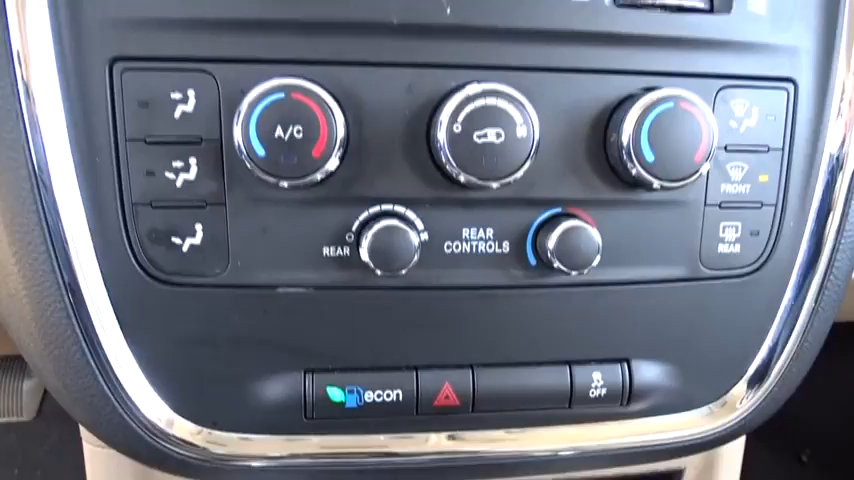 A/C
FRONT
REAR
REAR
REAR
CONTROLS
econ
OFF